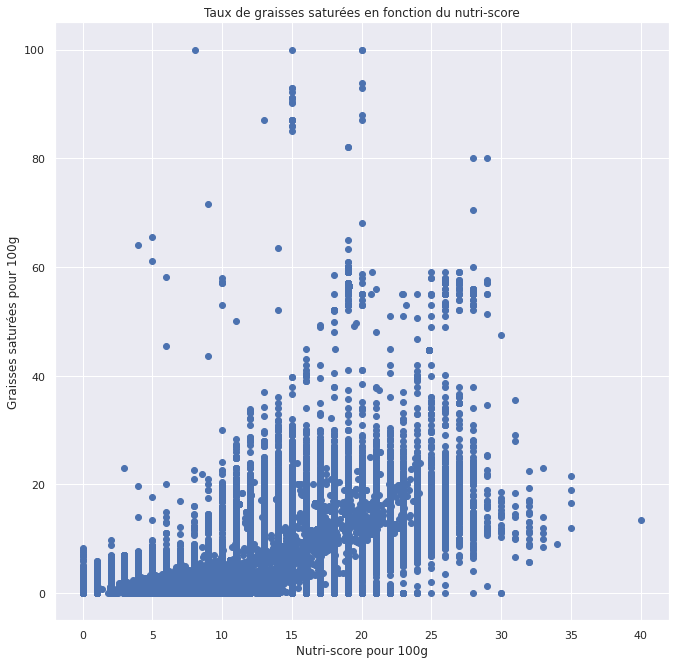 Taux de graisses saturées en fonction du nutri-score
Graisses saturées pour 100g
100
80
60
40
20
0
0 5 10 15 20 25 30 35 40
Nutri-score pour 100g